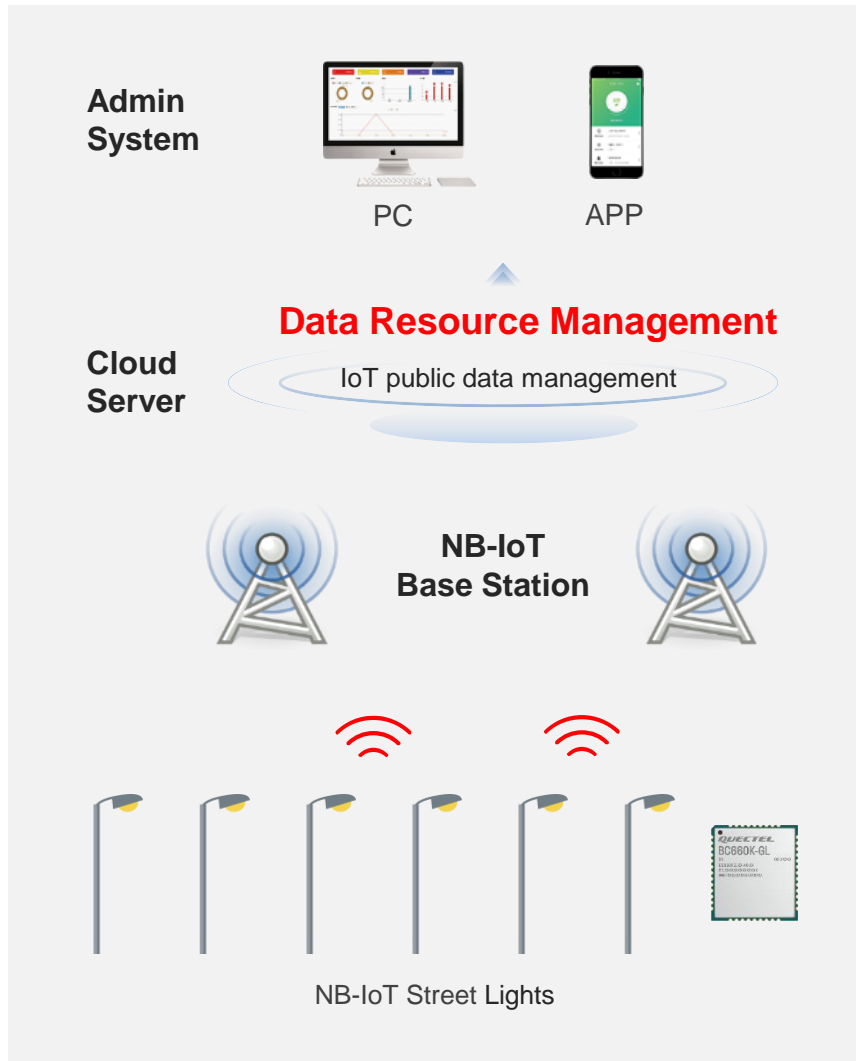 Admin
System
PC
APP
Data Resource Management
Cloud
Server
IoT public data management
NB-IoT
Base Station
QUECTEL
BC660K-GL
NB-IoT Street Lights